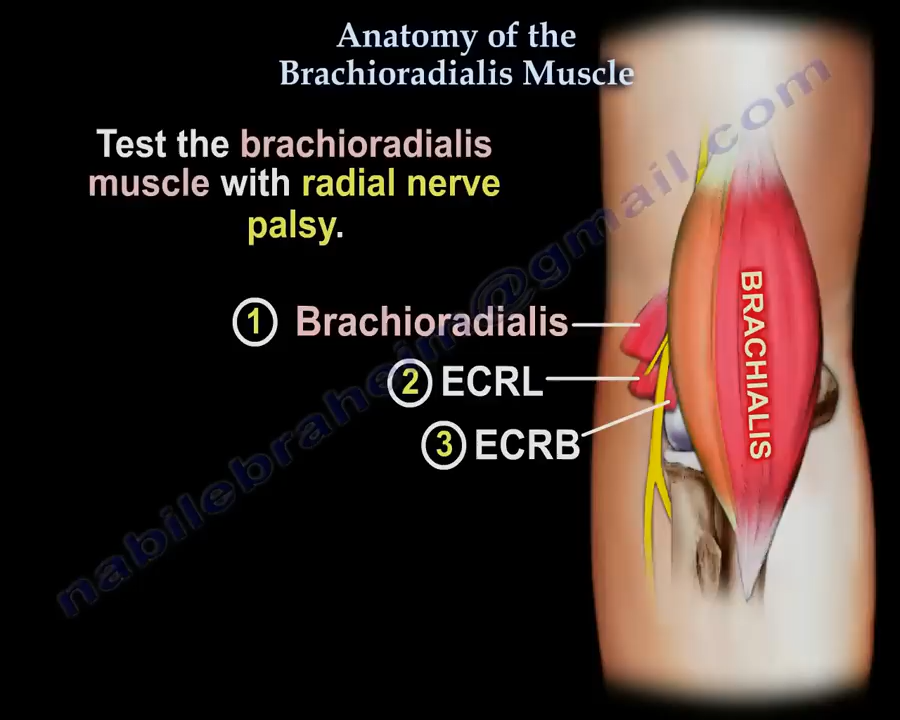 Anatomy of the
Brachioradialis Muscle
Test the brachioradialis
muscle with radial nerve
palsy.
1 Brachioradialis
2 ECRL
3 ECRB
BRACHIALIS
nabilebraheim@gmail.com